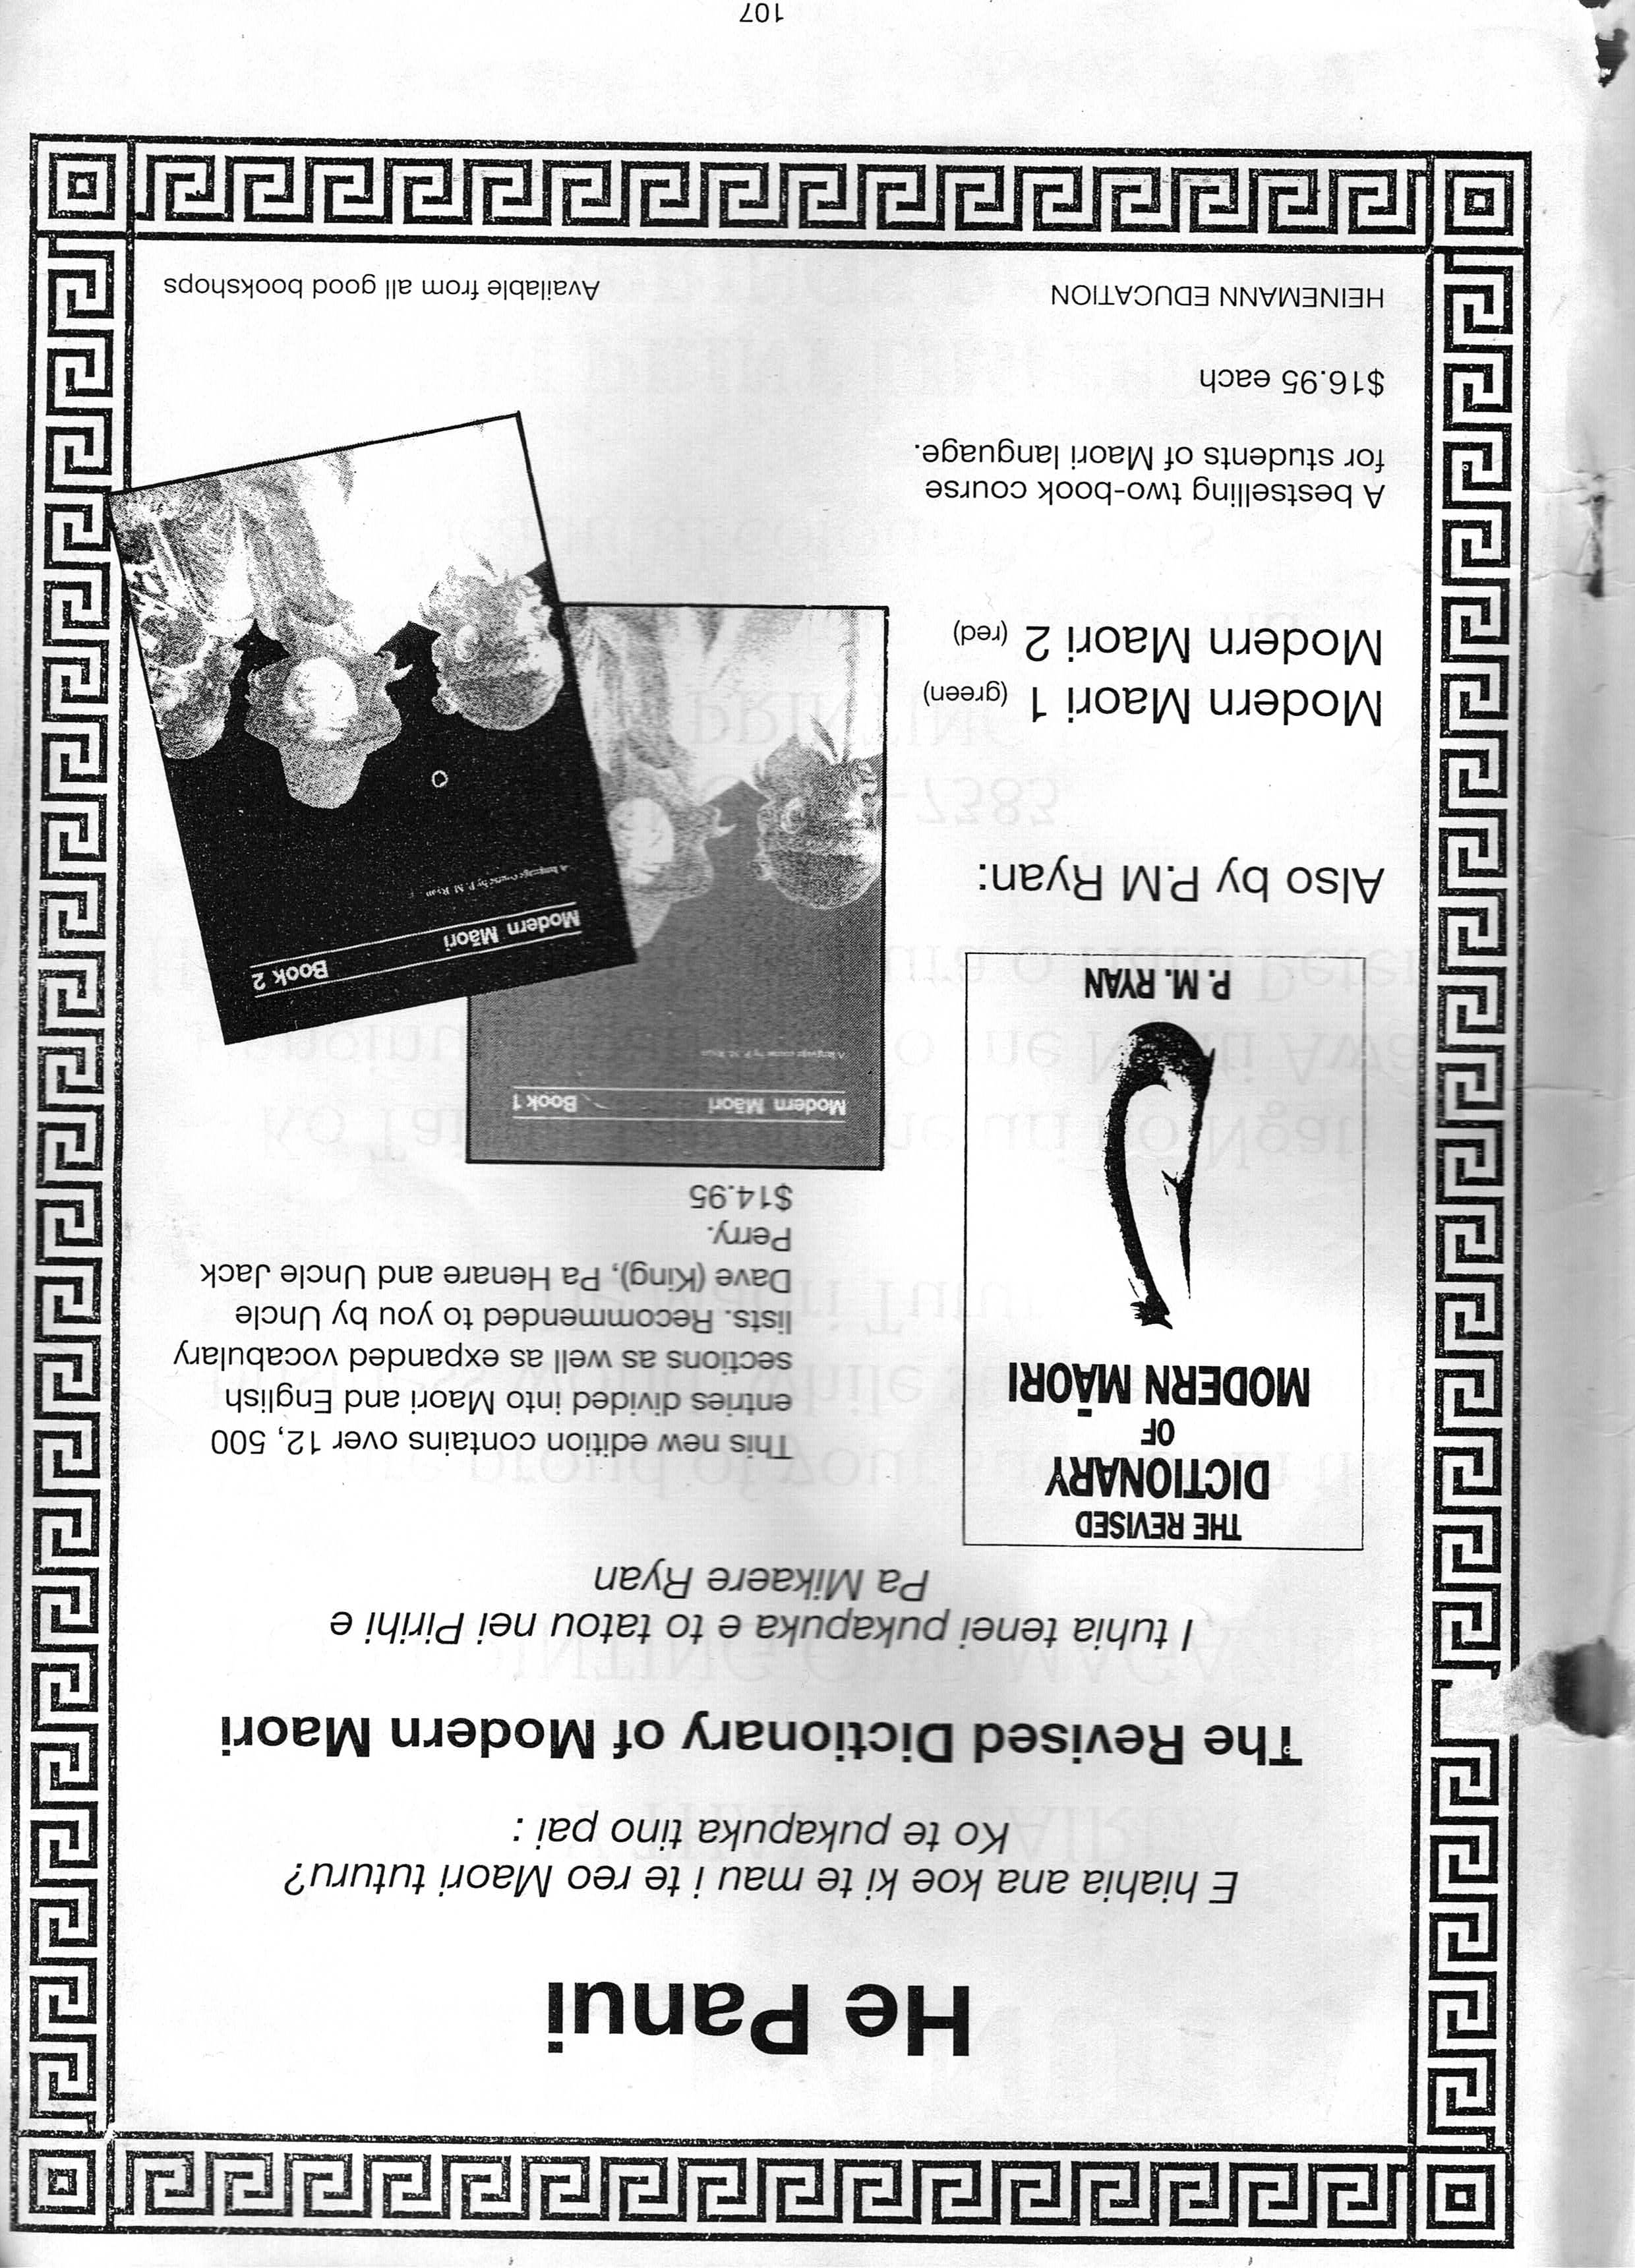 He Panui
E hiahia ana koe ki te mau i te reo Maori tuturu?
Ko te pukapuka tino pai :
The Revised Dictionary of Modern Maori
I tuhia tenei pukapuka e to tatou nei Pirihi e
Pa Mikaere Ryan
THE REVISED
DICTIONARY
OF
MODERN MĀORI
P. M. RYAN
This new edition contains over 12, 500
entries divided into Maori and English
sections as well as expanded vocabulary
lists. Recommended to you by Uncle
Dave (King), Pa Henare and Uncle Jack
Perry.
$14.95
Modern Māori Book 1
A language course by P. M. Ryan
Modern Māori Book 2
A language course by P. M. Ryan
Also by P.M Ryan:
Modern Maori 1 (green)
Modern Maori 2 (red)
A bestselling two-book course
for students of Maori language.
$16.95 each
HEINEMANN EDUCATION
Available from all good bookshops
107